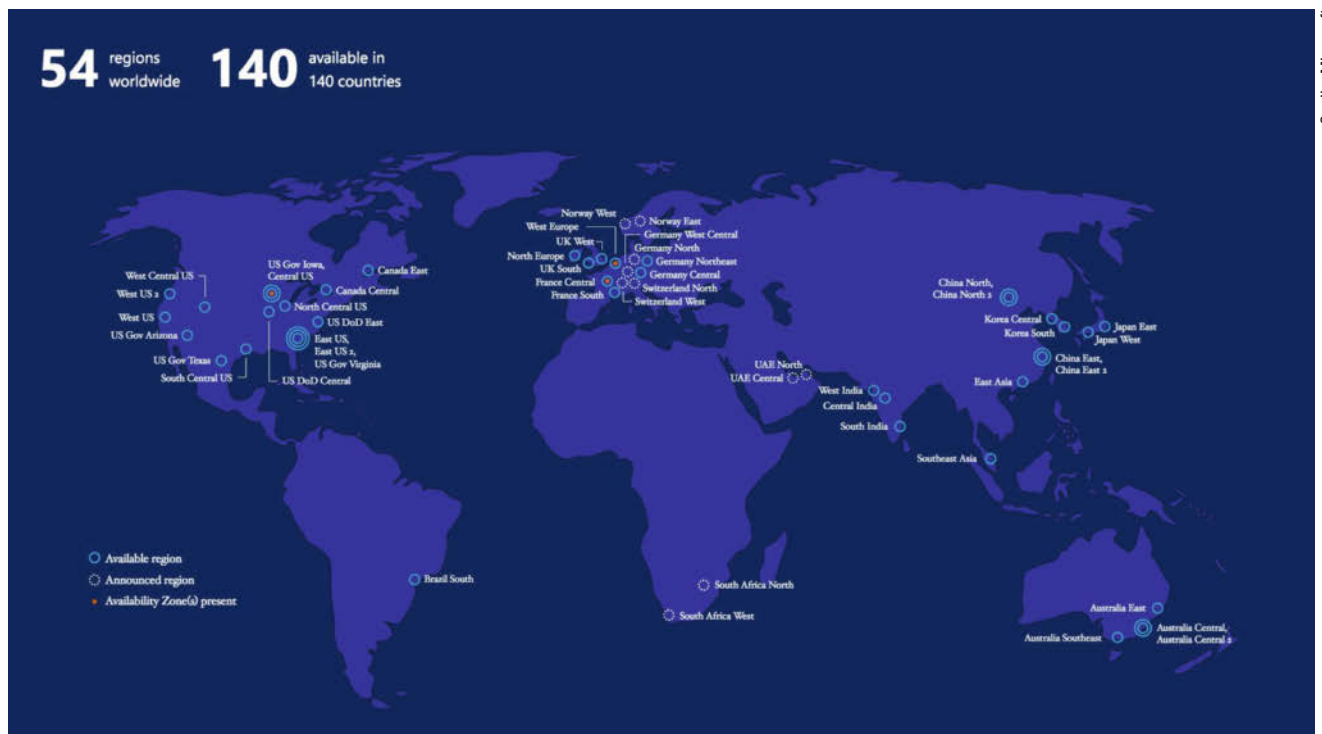 54 regions worldwide
140 available in 140 countries
Norway West
Norway East
West Europe
Germany West Central
UK West
Germany North
North Europe
Germany Northeast
UK South
Germany Central
France Central
Switzerland North
France South
Switzerland West
West Central US
US Gov Iowa,
Central US
Canada East
West US 2
Canada Central
North Central US
West US
US DoD East
US Gov Arizona
East US,
East US 2,
US Gov Virginia
US Gov Texas
South Central US
US DoD Central
China North,
China North 2
Korea Central
Korea South
Japan East
Japan West
China East,
China East 2
East Asia
UAE North
UAE Central
West India
Central India
South India
Southeast Asia
Available region
Announced region
Availability Zone(s) present
Brazil South
South Africa North
South Africa West
Australia East
Australia Central,
Australia Central 2
Australia Southeast